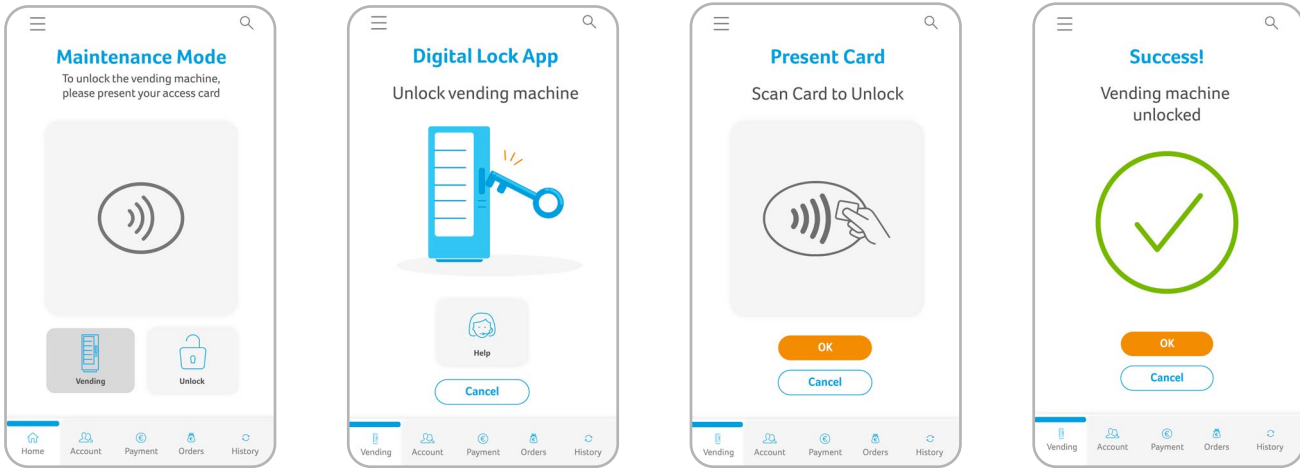 Maintenance Mode
To unlock the vending machine,
please present your access card
Vending
Unlock
Home
Account
Payment
Orders
History
Digital Lock App
Unlock vending machine
Help
Cancel
Vending
Account
Payment
Orders
History
Present Card
Scan Card to Unlock
OK
Cancel
Vending
Account
Payment
Orders
History
Success!
Vending machine
unlocked
OK
Cancel
Vending
Account
Payment
Orders
History